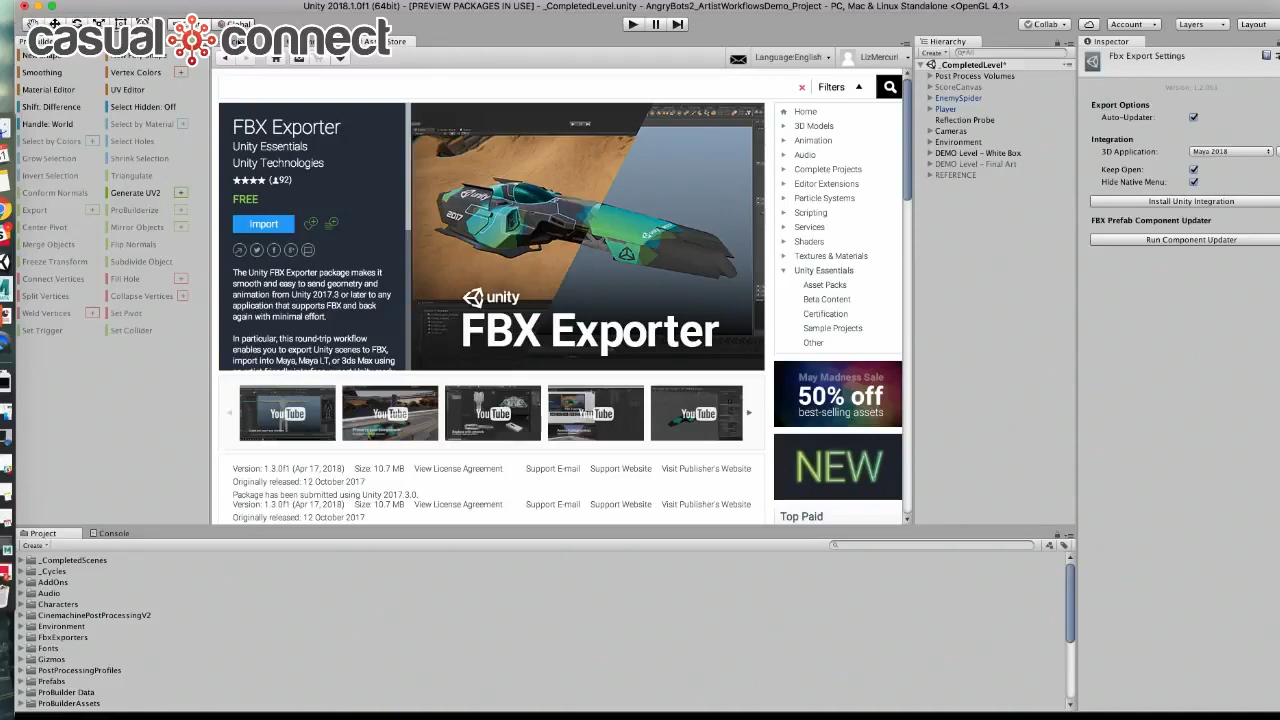 Unity 2018.1.0f1 (64bit) - [PREVIEW PACKAGES IN USE] - _CompletedLevel.unity - AngryBots2_ArtistWorkflowsDemo_Project - PC, Mac & Linux Standalone <OpenGL 4.1>
Global
Collab
Account
Layers
Layout
casual connect
Smoothing
Vertex Colors
Material Editor
UV Editor
Shift: Difference
Select Hidden: Off
Handle: World
Select by Material
Select by Colors
Select Holes
Grow Selection
Shrink Selection
Invert Selection
Triangulate
Conform Normals
Generate UV2
Export
ProBuilderize
Center Pivot
Mirror Objects
Merge Objects
Flip Normals
Freeze Transform
Subdivide Object
Connect Vertices
Fill Hole
Split Vertices
Collapse Vertices
Weld Vertices
Set Pivot
Set Trigger
Set Collider
Language:English
LizMercuri
Filters
FBX Exporter
Unity Essentials
Unity Technologies
(92)
FREE
Import
The Unity FBX Exporter package makes it
smooth and easy to send geometry and
animation from Unity 2017.3 or later to any
application that supports FBX and back
again with minimal effort.
In particular, this round-trip workflow
enables you to export Unity scenes to FBX,
import into Maya, Maya LT, or 3ds Max using
2017
unity
FBX Exporter
YouTube
YouTube
YouTube
YouTube
YouTube
Version: 1.3.0f1 (Apr 17, 2018) Size: 10.7 MB View License Agreement Support E-mail Support Website Visit Publisher's Website
Originally released: 12 October 2017
Package has been submitted using Unity 2017.3.0.
Version: 1.3.0f1 (Apr 17, 2018) Size: 10.7 MB View License Agreement Support E-mail Support Website Visit Publisher's Website
Originally released: 12 October 2017
Home
3D Models
Animation
Audio
Complete Projects
Editor Extensions
Particle Systems
Scripting
Services
Shaders
Textures & Materials
Unity Essentials
Asset Packs
Beta Content
Certification
Sample Projects
Other
May Madness Sale
50% off
best-selling assets
NEW
Top Paid
Hierarchy
Create
All
_CompletedLevel*
Post Process Volumes
ScoreCanvas
EnemySpider
Player
Reflection Probe
Cameras
Environment
DEMO Level - White Box
DEMO Level - Final Art
REFERENCE
Inspector
Fbx Export Settings
Export Options
Auto-Updater:
Integration
3D Application:
Maya 2018
Keep Open:
Hide Native Menu:
Install Unity Integration
FBX Prefab Component Updater
Run Component Updater
Project
Console
Create
_CompletedScenes
_Cycles
AddOns
Audio
Characters
CinemachinePostProcessingV2
Environment
FbxExporters
Fonts
Gizmos
PostProcessingProfiles
Prefabs
ProBuilder Data
ProBuilderAssets